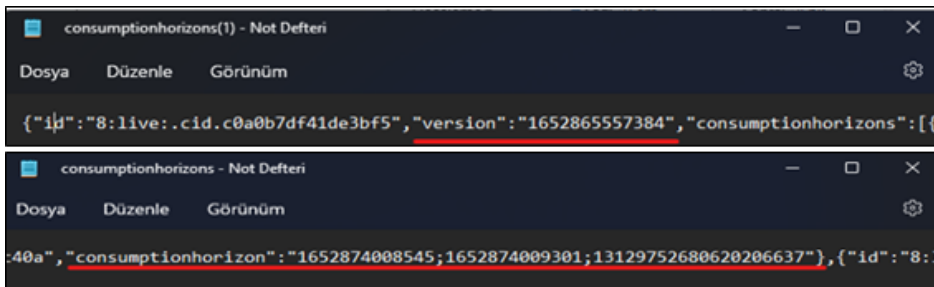 consumptionhorizons(1) - Not Defteri
Dosya Düzenle Görünüm
{"id":"8:live:.cid.c0a0b7df41de3bf5","version":"1652865557384","consumptionhorizons":[{
consumptionhorizons - Not Defteri
Dosya Düzenle Görünüm
:40a","consumptionhorizon":"1652874008545;1652874009301;13129752680620206637"},{"id":"8: